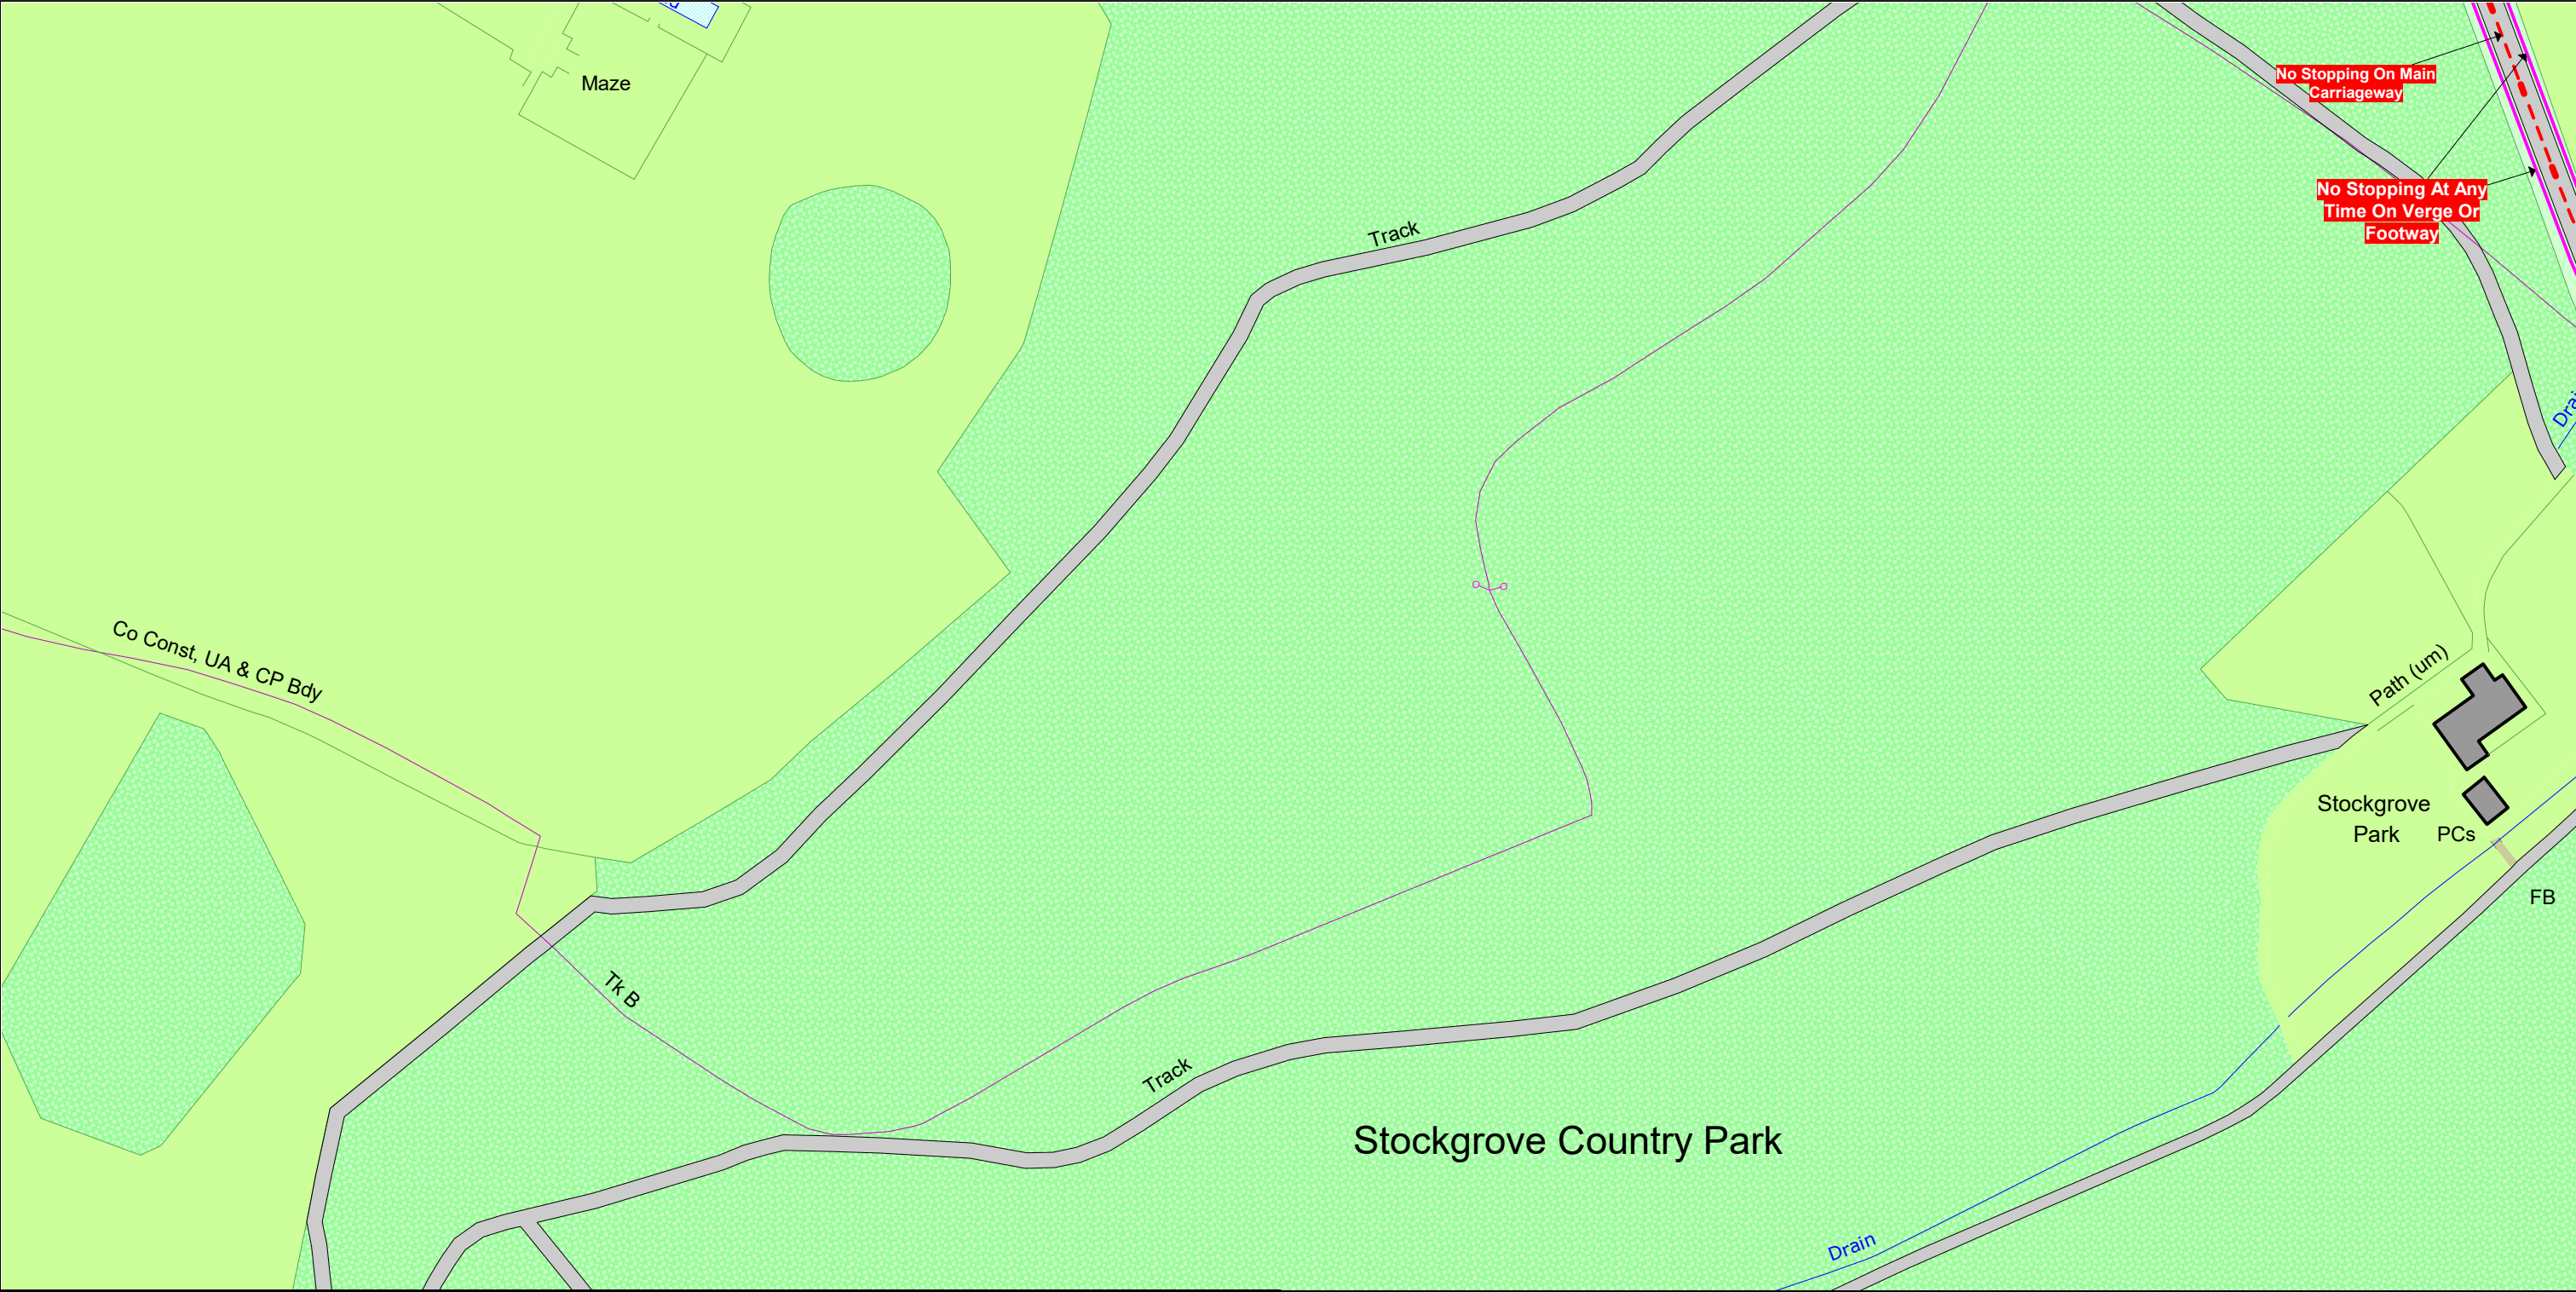 Maze
No Stopping On Main
Carriageway
No Stopping At Any
Time On Verge Or
Footway
Track
Co Const, UA & CP Bdy
Path (um)
Stockgrove
Park
PCs
FB
Tk B
Track
Stockgrove Country Park
Drain